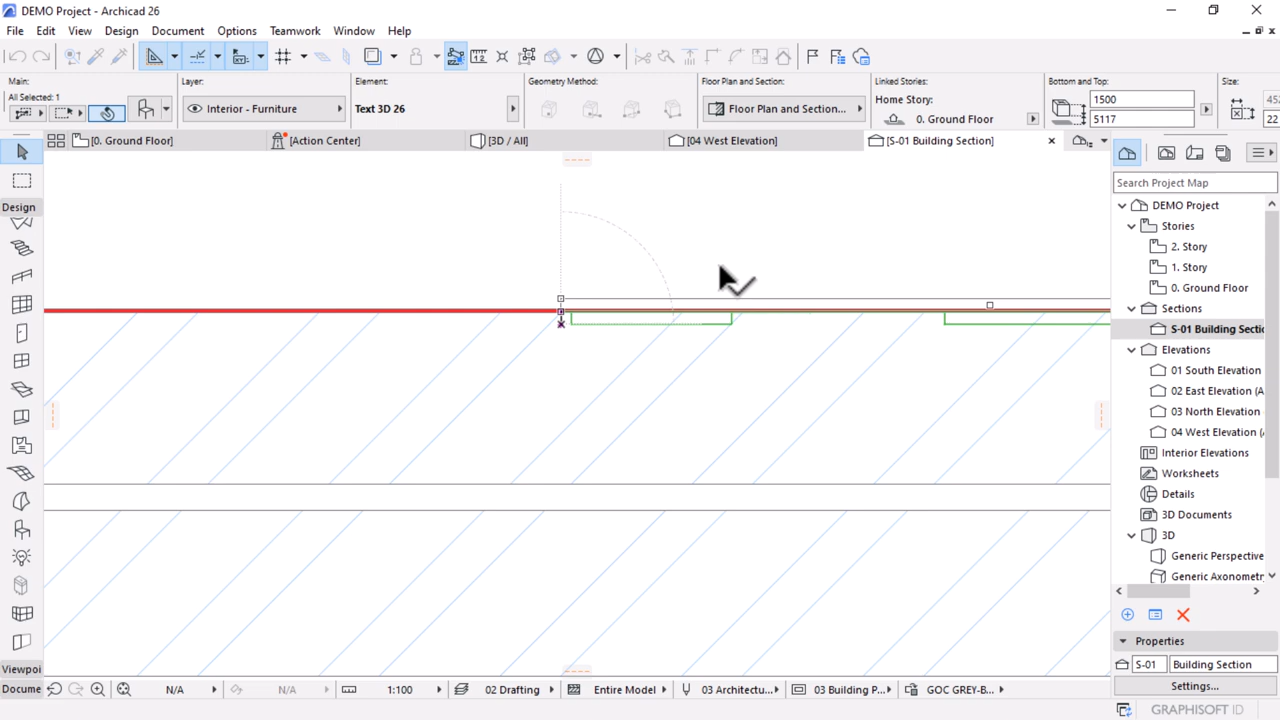 DEMO Project - Archicad 26
File Edit View Design Document Options Teamwork Window Help
Main:
All Selected: 1
Layer:
Interior - Furniture
Element:
Text 3D 26
Geometry Method:
Floor Plan and Section:
Floor Plan and Section...
Linked Stories:
Home Story:
0. Ground Floor
Bottom and Top:
1500
5117
Size:
22
[0. Ground Floor]
[Action Center]
[3D / All]
[04 West Elevation]
[S-01 Building Section]
Design
Viewpoi
Docume
Search Project Map
DEMO Project
Stories
2. Story
1. Story
0. Ground Floor
Sections
S-01 Building Sectio
Elevations
01 South Elevation
02 East Elevation (A
03 North Elevation
04 West Elevation (
Interior Elevations
Worksheets
Details
3D Documents
3D
Generic Perspective
Generic Axonomet
Properties
S-01
Building Section
Settings...
N/A
N/A
1:100
02 Drafting
Entire Model
03 Architectu...
03 Building P...
GOC GREY-B...
GRAPHISOFT ID